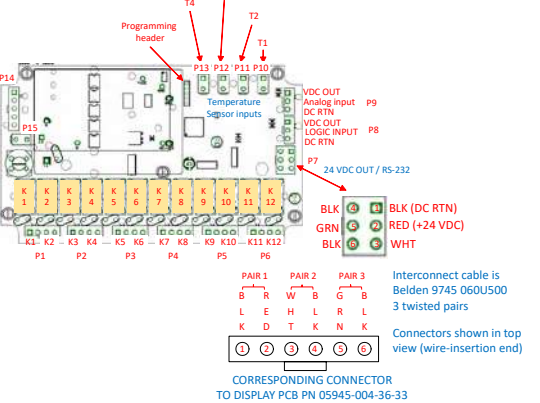 T4
T2
T1
Programming
header
P13 P12 P11 P10
P14
P15
Temperature
Sensor inputs
VDC OUT
Analog input P9
DC RTN
VDC OUT
LOGIC INPUT P8
DC RTN
P7
24 VDC OUT / RS-232
K 1 K 2 K 3 K 4 K 5 K 6 K 7 K 8 K 9 K 10 K 11 K 12
K1 K2 K3 K4 K5 K6 K7 K8 K9 K10 K11 K12
P1 P2 P3 P4 P5 P6
BLK 4 1 BLK (DC RTN)
GRN 5 2 RED (+24 VDC)
BLK 6 3 WHT
PAIR 1 PAIR 2 PAIR 3
BLK RED WHT BLK GRN BLK
1 2 3 4 5 6
Interconnect cable is
Belden 9745 060U500
3 twisted pairs
Connectors shown in top
view (wire-insertion end)
CORRESPONDING CONNECTOR
TO DISPLAY PCB PN 05945-004-36-33